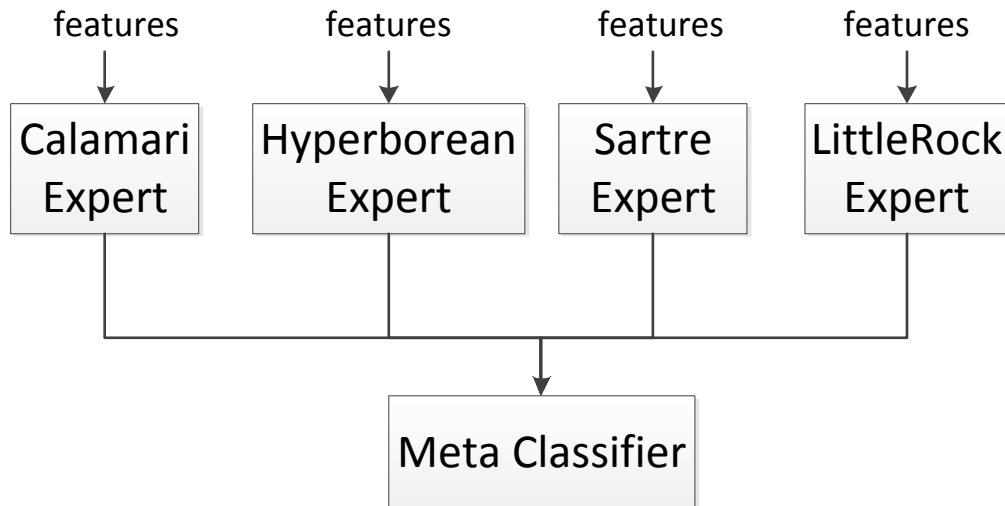 features
features
features
features
Calamari
Expert
Hyperborean
Expert
Sartre
Expert
LittleRock
Expert
Meta Classifier